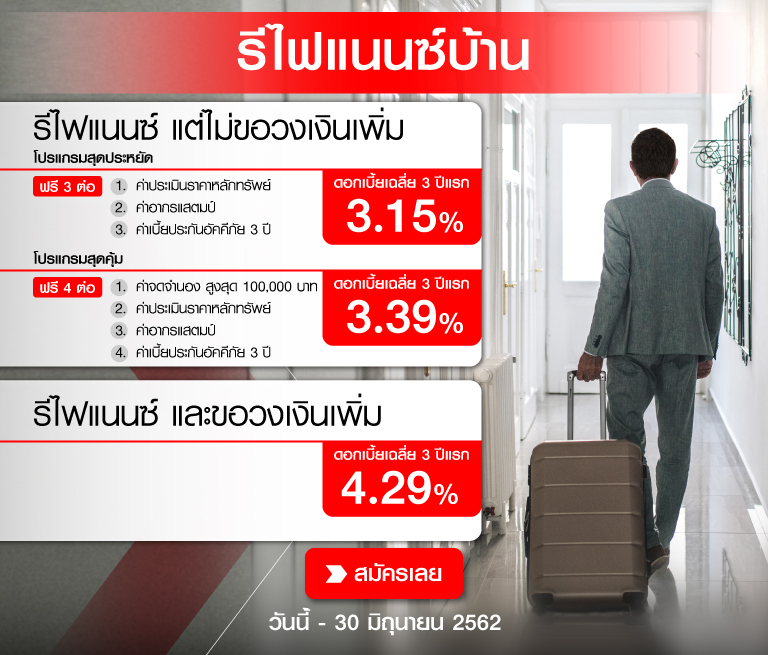 รีไฟแนนซ์บ้าน
รีไฟแนนซ์ แต่ไม่ขอวงเงินเพิ่ม
โปรแกรมสุดประหยัด
ฟรี 3 ต่อ
1. ค่าประเมินราคาหลักทรัพย์
2. ค่าอากรแสตมป์
3. ค่าเบี้ยประกันอัคคีภัย 3 ปี
ดอกเบี้ยเฉลี่ย 3 ปีแรก
3.15%
โปรแกรมสุดคุ้ม
ฟรี 4 ต่อ
1. ค่าจดจำนอง สูงสุด 100,000 บาท
2. ค่าประเมินราคาหลักทรัพย์
3. ค่าอากรแสตมป์
4. ค่าเบี้ยประกันอัคคีภัย 3 ปี
ดอกเบี้ยเฉลี่ย 3 ปีแรก
3.39%
รีไฟแนนซ์ และขอวงเงินเพิ่ม
ดอกเบี้ยเฉลี่ย 3 ปีแรก
4.29%
สมัครเลย
วันนี้ - 30 มิถุนายน 2562